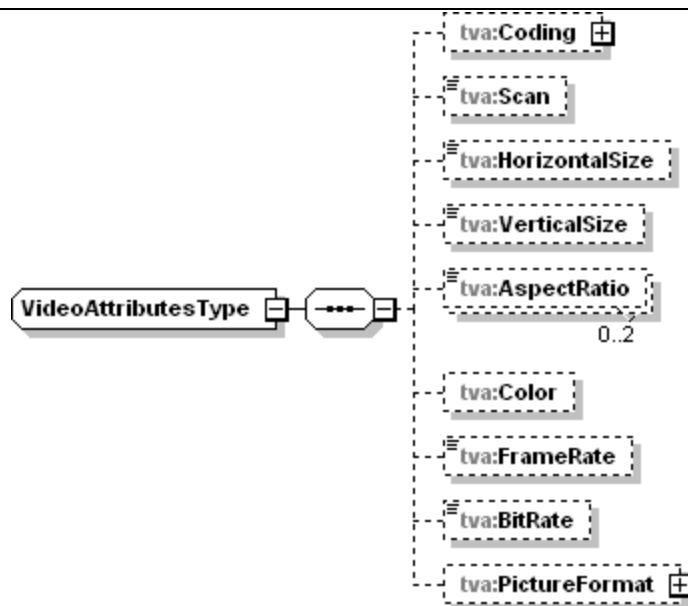 tva:Coding
tva:Scan
tva:HorizontalSize
tva:VerticalSize
VideoAttributesType
tva:AspectRatio
0..2
tva:Color
tva:FrameRate
tva:BitRate
tva:PictureFormat